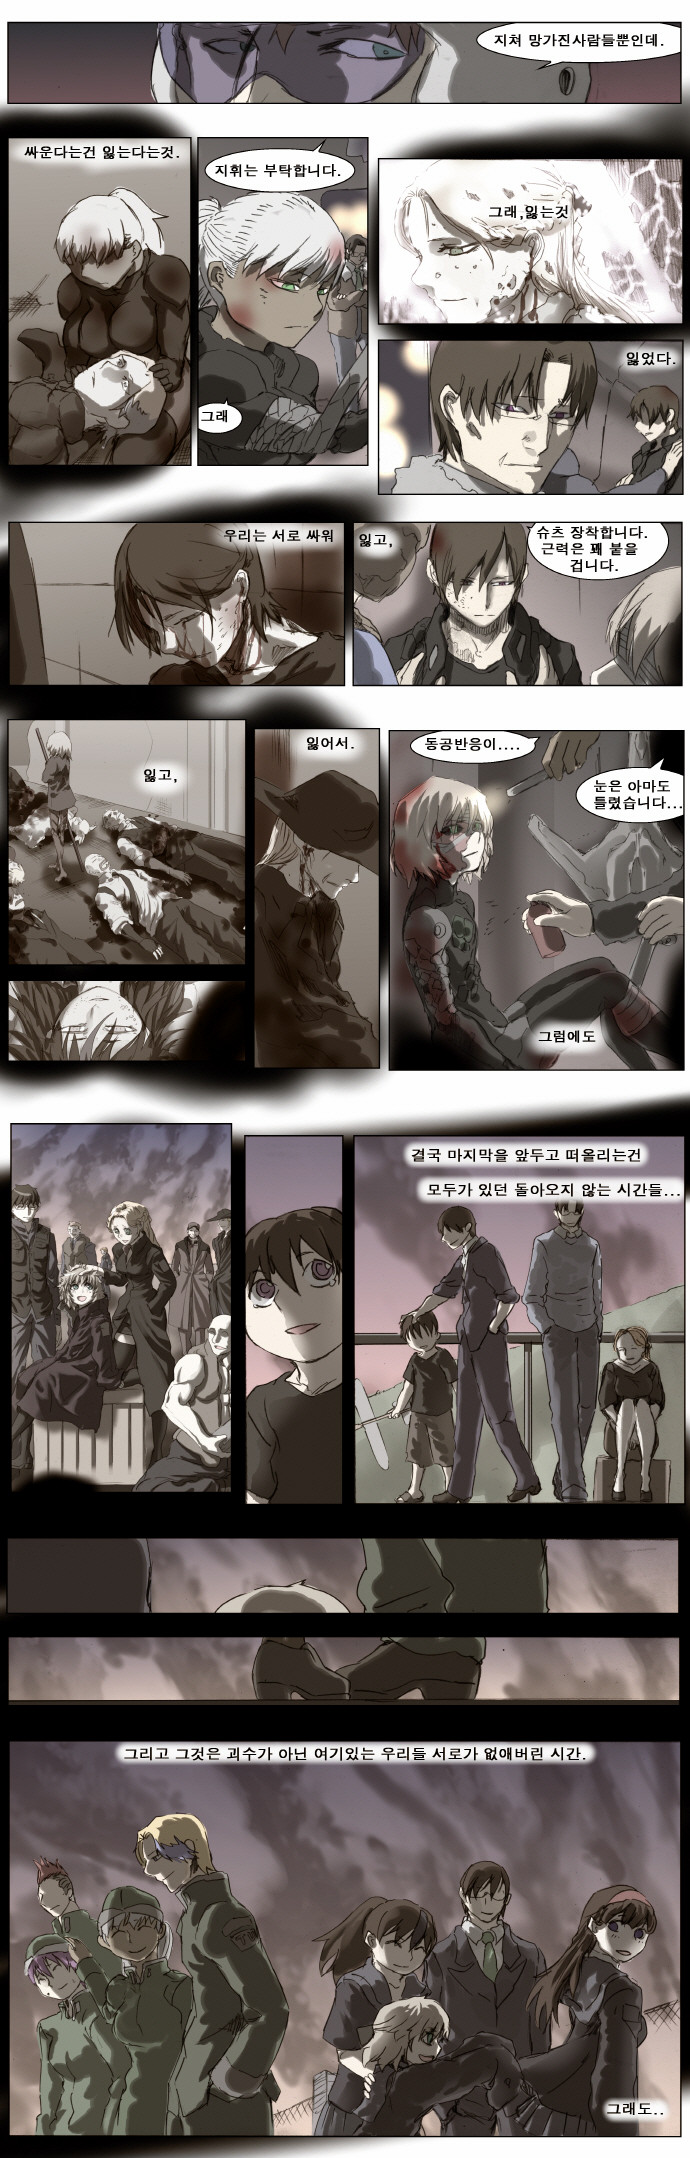 지쳐 망가진사람들뿐인데.
싸운다는건 잃는다는것.
지휘는 부탁합니다.
그래
그래,잃는것
잃었다.
우리는 서로 싸워
잃고,
슈츠 장착합니다.
근력은 꽤 붙을
겁니다.
잃고,
잃어서.
동공반응이....
눈은 아마도
틀렸습니다...
그럼에도
결국 마지막을 앞두고 떠올리는건
모두가 있던 돌아오지 않는 시간들...
그리고 그것은 괴수가 아닌 여기있는 우리들 서로가 없애버린 시간.
그래도..